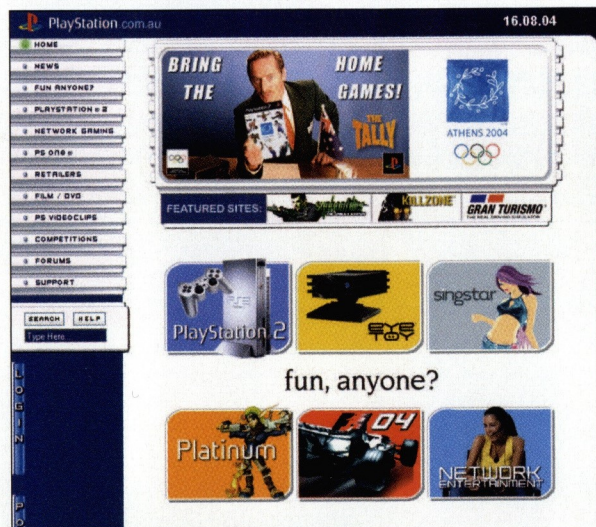 PlayStation.com.au
16.08.04
HOME
NEWS
FUN ANYONE?
PLAYSTATION 2
NETWORK GAMING
PS one
RETAILERS
FILM / DVD
PS VIDEOCLIPS
COMPETITIONS
FORUMS
SUPPORT
SEARCH HELP
Type Here...
LOGIN
Po
BRING HOME
THE GAMES!
THE
TALLY
ATHENS 2004
FEATURED SITES:
KILLZONE
GRAN TURISMO
THE REAL DRIVING SIMULATOR
PlayStation 2
EYE
TOY
singstar
fun, anyone?
Platinum
04
NETWORK
ENTERTAINMENT